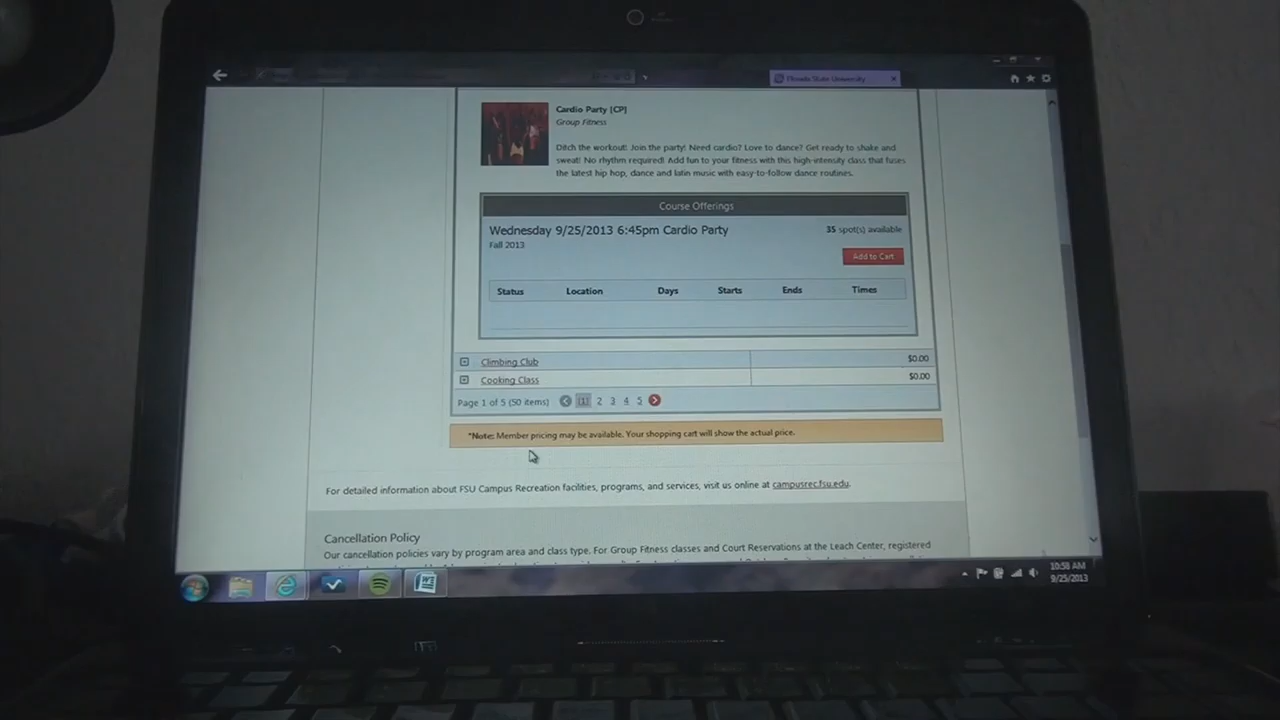 Florida State University
Cardio Party [CP]
Group Fitness
Ditch the workout! Join the party! Need cardio? Love to dance? Get ready to shake and
sweat! No rhythm required! Add fun to your fitness with this high-intensity class that fuses
the latest hip hop, dance and latin music with easy-to-follow dance routines.
Course Offerings
Wednesday 9/25/2013 6:45pm Cardio Party
35 spot(s) available
Fall 2013
Add to Cart
Status Location Days Starts Ends Times
Climbing Club $0.00
Cooking Class $0.00
Page 1 of 5 (50 items) [1] 2 3 4 5
*Note: Member pricing may be available. Your shopping cart will show the actual price.
For detailed information about FSU Campus Recreation facilities, programs, and services, visit us online at campusrec.fsu.edu.
Cancellation Policy
Our cancellation policies vary by program area and class type. For Group Fitness classes and Court Reservations at the Leach Center, registered
10:58 AM
9/25/2013